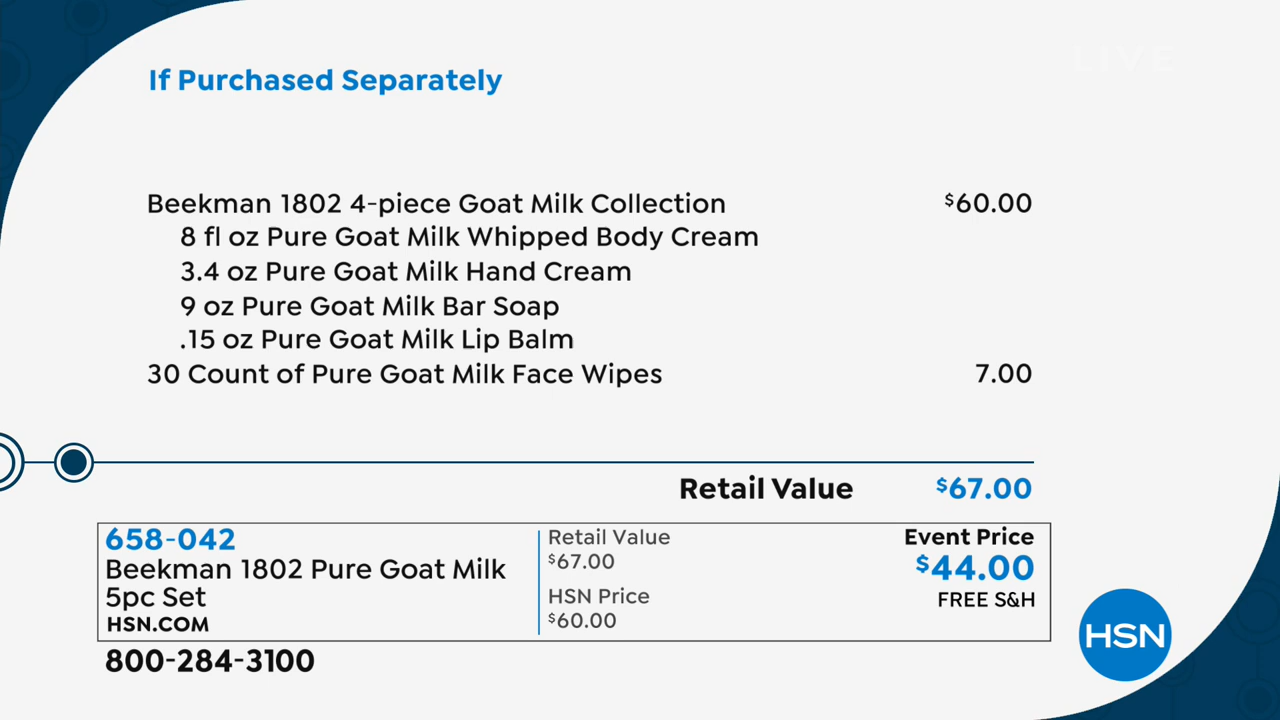 LIVE
If Purchased Separately
Beekman 1802 4-piece Goat Milk Collection $60.00
8 fl oz Pure Goat Milk Whipped Body Cream
3.4 oz Pure Goat Milk Hand Cream
9 oz Pure Goat Milk Bar Soap
.15 oz Pure Goat Milk Lip Balm
30 Count of Pure Goat Milk Face Wipes 7.00
Retail Value $67.00
658-042
Beekman 1802 Pure Goat Milk
5pc Set
HSN.COM
Retail Value
$67.00
HSN Price
$60.00
Event Price
$44.00
FREE S&H
800-284-3100
HSN